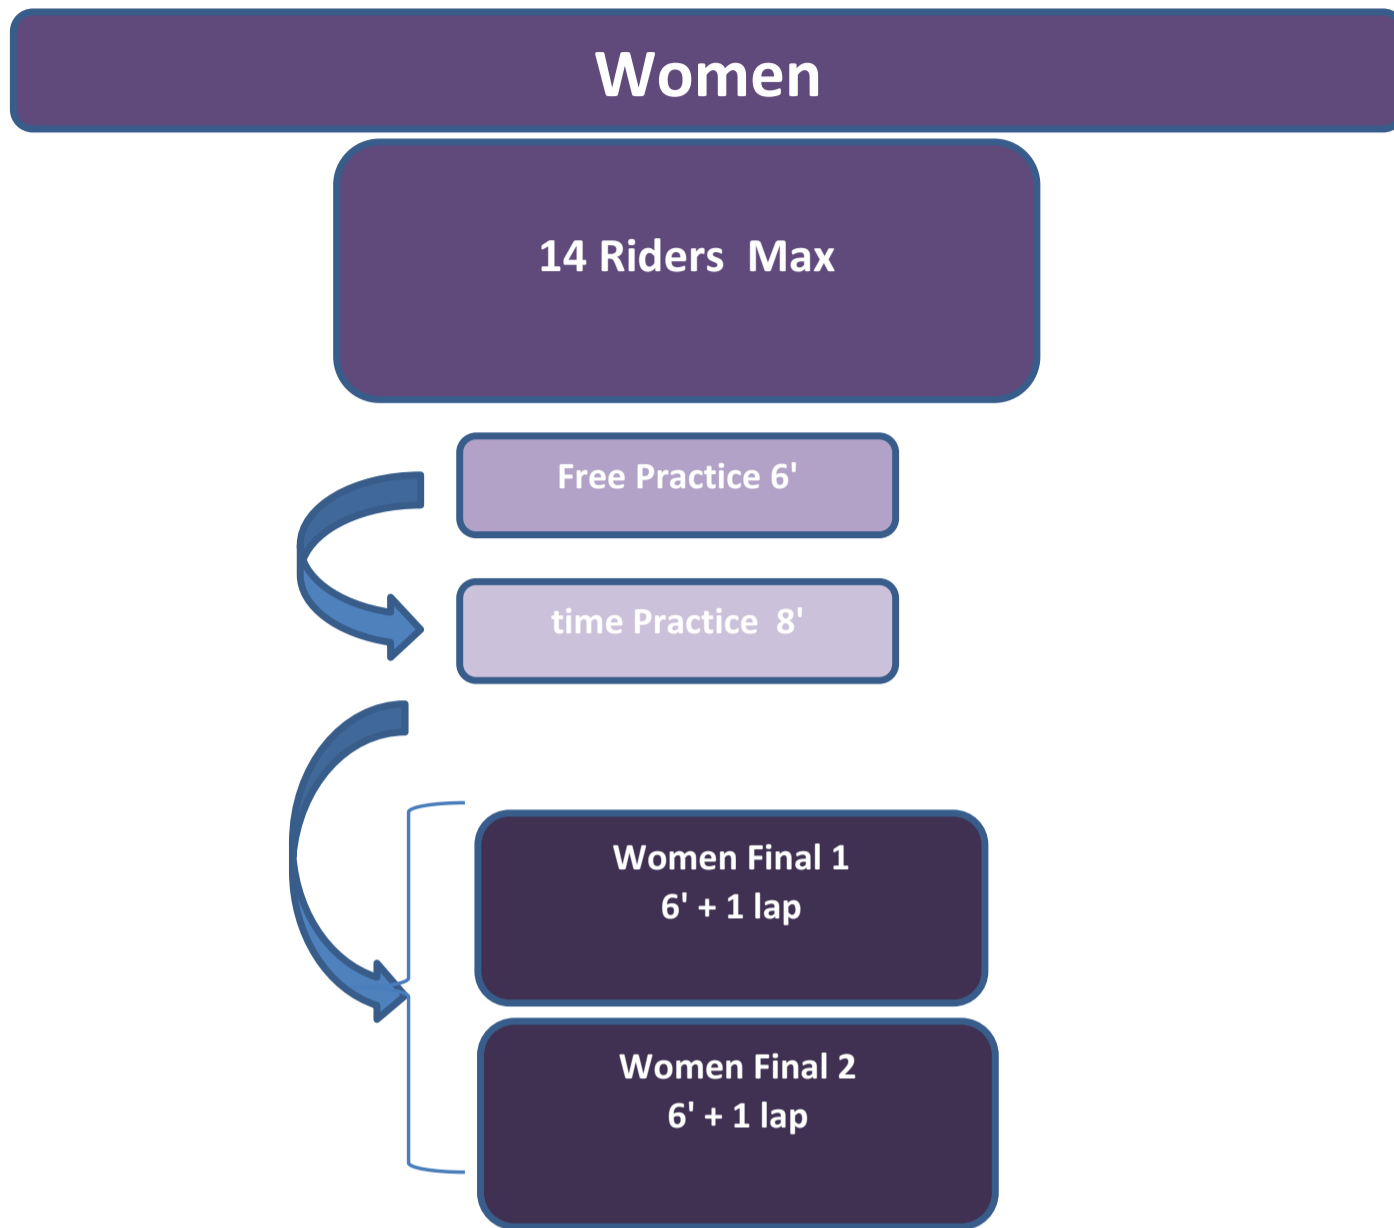 Women
14 Riders  Max
Free Practice 6'
time Practice  8'
Women Final 1
6' + 1 lap
Women Final 2
6' + 1 lap